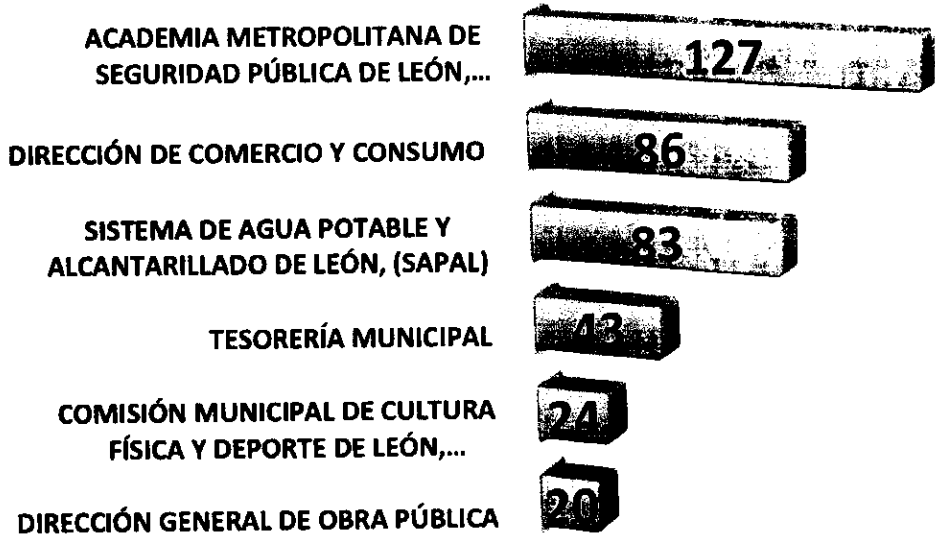 ACADEMIA METROPOLITANA DE
SEGURIDAD PÚBLICA DE LEÓN,...
127
DIRECCIÓN DE COMERCIO Y CONSUMO
86
SISTEMA DE AGUA POTABLE Y
ALCANTARILLADO DE LEÓN, (SAPAL)
83
TESORERÍA MUNICIPAL
43
COMISIÓN MUNICIPAL DE CULTURA
FÍSICA Y DEPORTE DE LEÓN,...
24
DIRECCIÓN GENERAL DE OBRA PÚBLICA
20